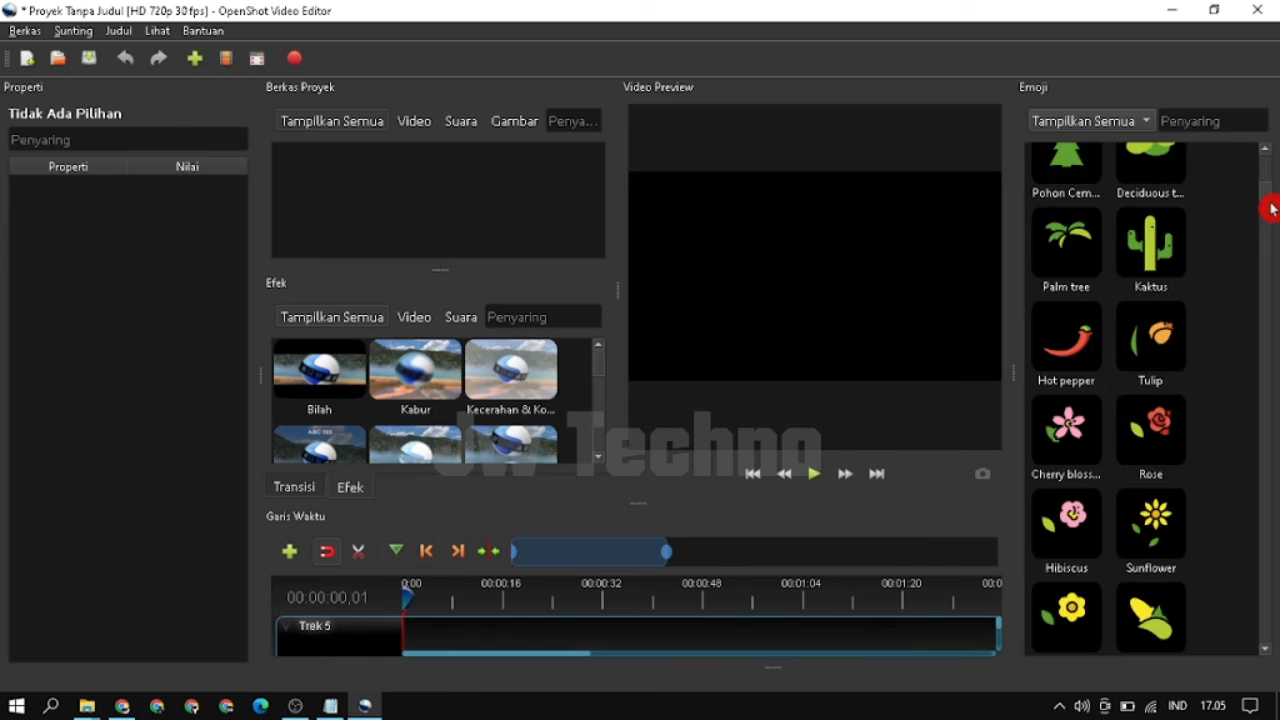 * Proyek Tanpa Judul [HD 720p 30 fps] - OpenShot Video Editor
Berkas Sunting Judul Lihat Bantuan
Properti
Tidak Ada Pilihan
Penyaring
Properti Nilai
Berkas Proyek
Tampilkan Semua Video Suara Gambar Penya...
Efek
Tampilkan Semua Video Suara Penyaring
Bilah Kabur Kecerahan & Ko...
Transisi Efek
Video Preview
Emoji
Tampilkan Semua Penyaring
Pohon Cem... Deciduous t...
Palm tree Kaktus
Hot pepper Tulip
Cherry bloss... Rose
Hibiscus Sunflower
Garis Waktu
00:00:00,01
0:00 00:00:16 00:00:32 00:00:48 00:01:04 00:01:20 00:0
Trek 5
IND 17.05